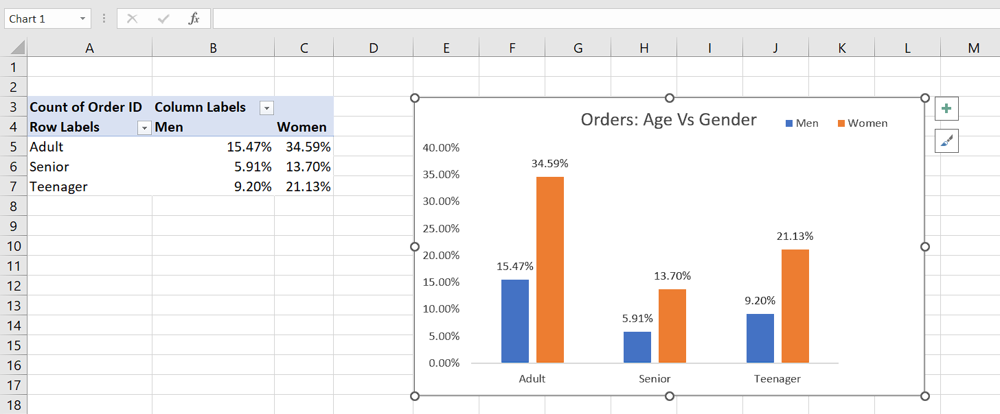 Chart 1
fx
A B C D E F G H I J K L M
1
2
3 Count of Order ID Column Labels
4 Row Labels Men Women
5 Adult 15.47% 34.59%
6 Senior 5.91% 13.70%
7 Teenager 9.20% 21.13%
8
9
10
11
12
13
14
15
16
17
18
Orders: Age Vs Gender
Men Women
40.00%
35.00%
30.00%
25.00%
20.00%
15.00%
10.00%
5.00%
0.00%
15.47%
34.59%
5.91%
13.70%
9.20%
21.13%
Adult Senior Teenager